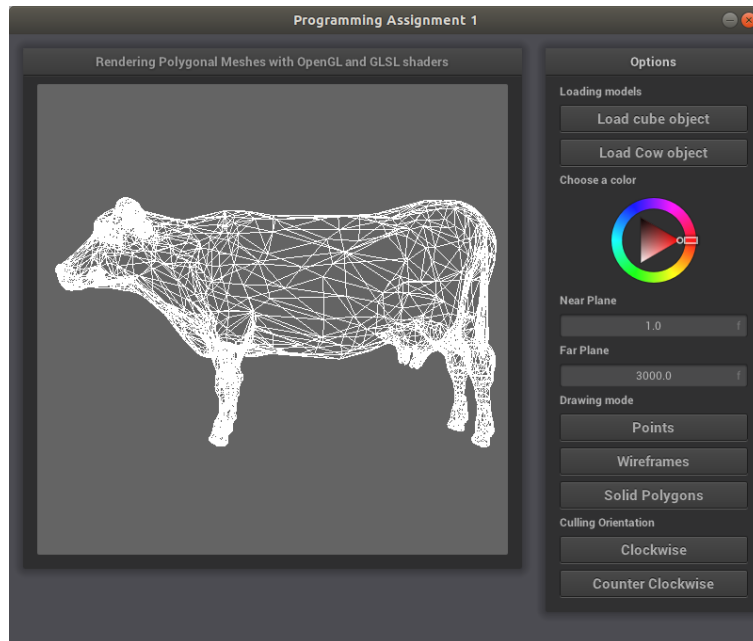 Programming Assignment 1
Rendering Polygonal Meshes with OpenGL and GLSL shaders
Options
Loading models
Load cube object
Load Cow object
Choose a color
Near Plane
1.0 f
Far Plane
3000.0 f
Drawing mode
Points
Wireframes
Solid Polygons
Culling Orientation
Clockwise
Counter Clockwise